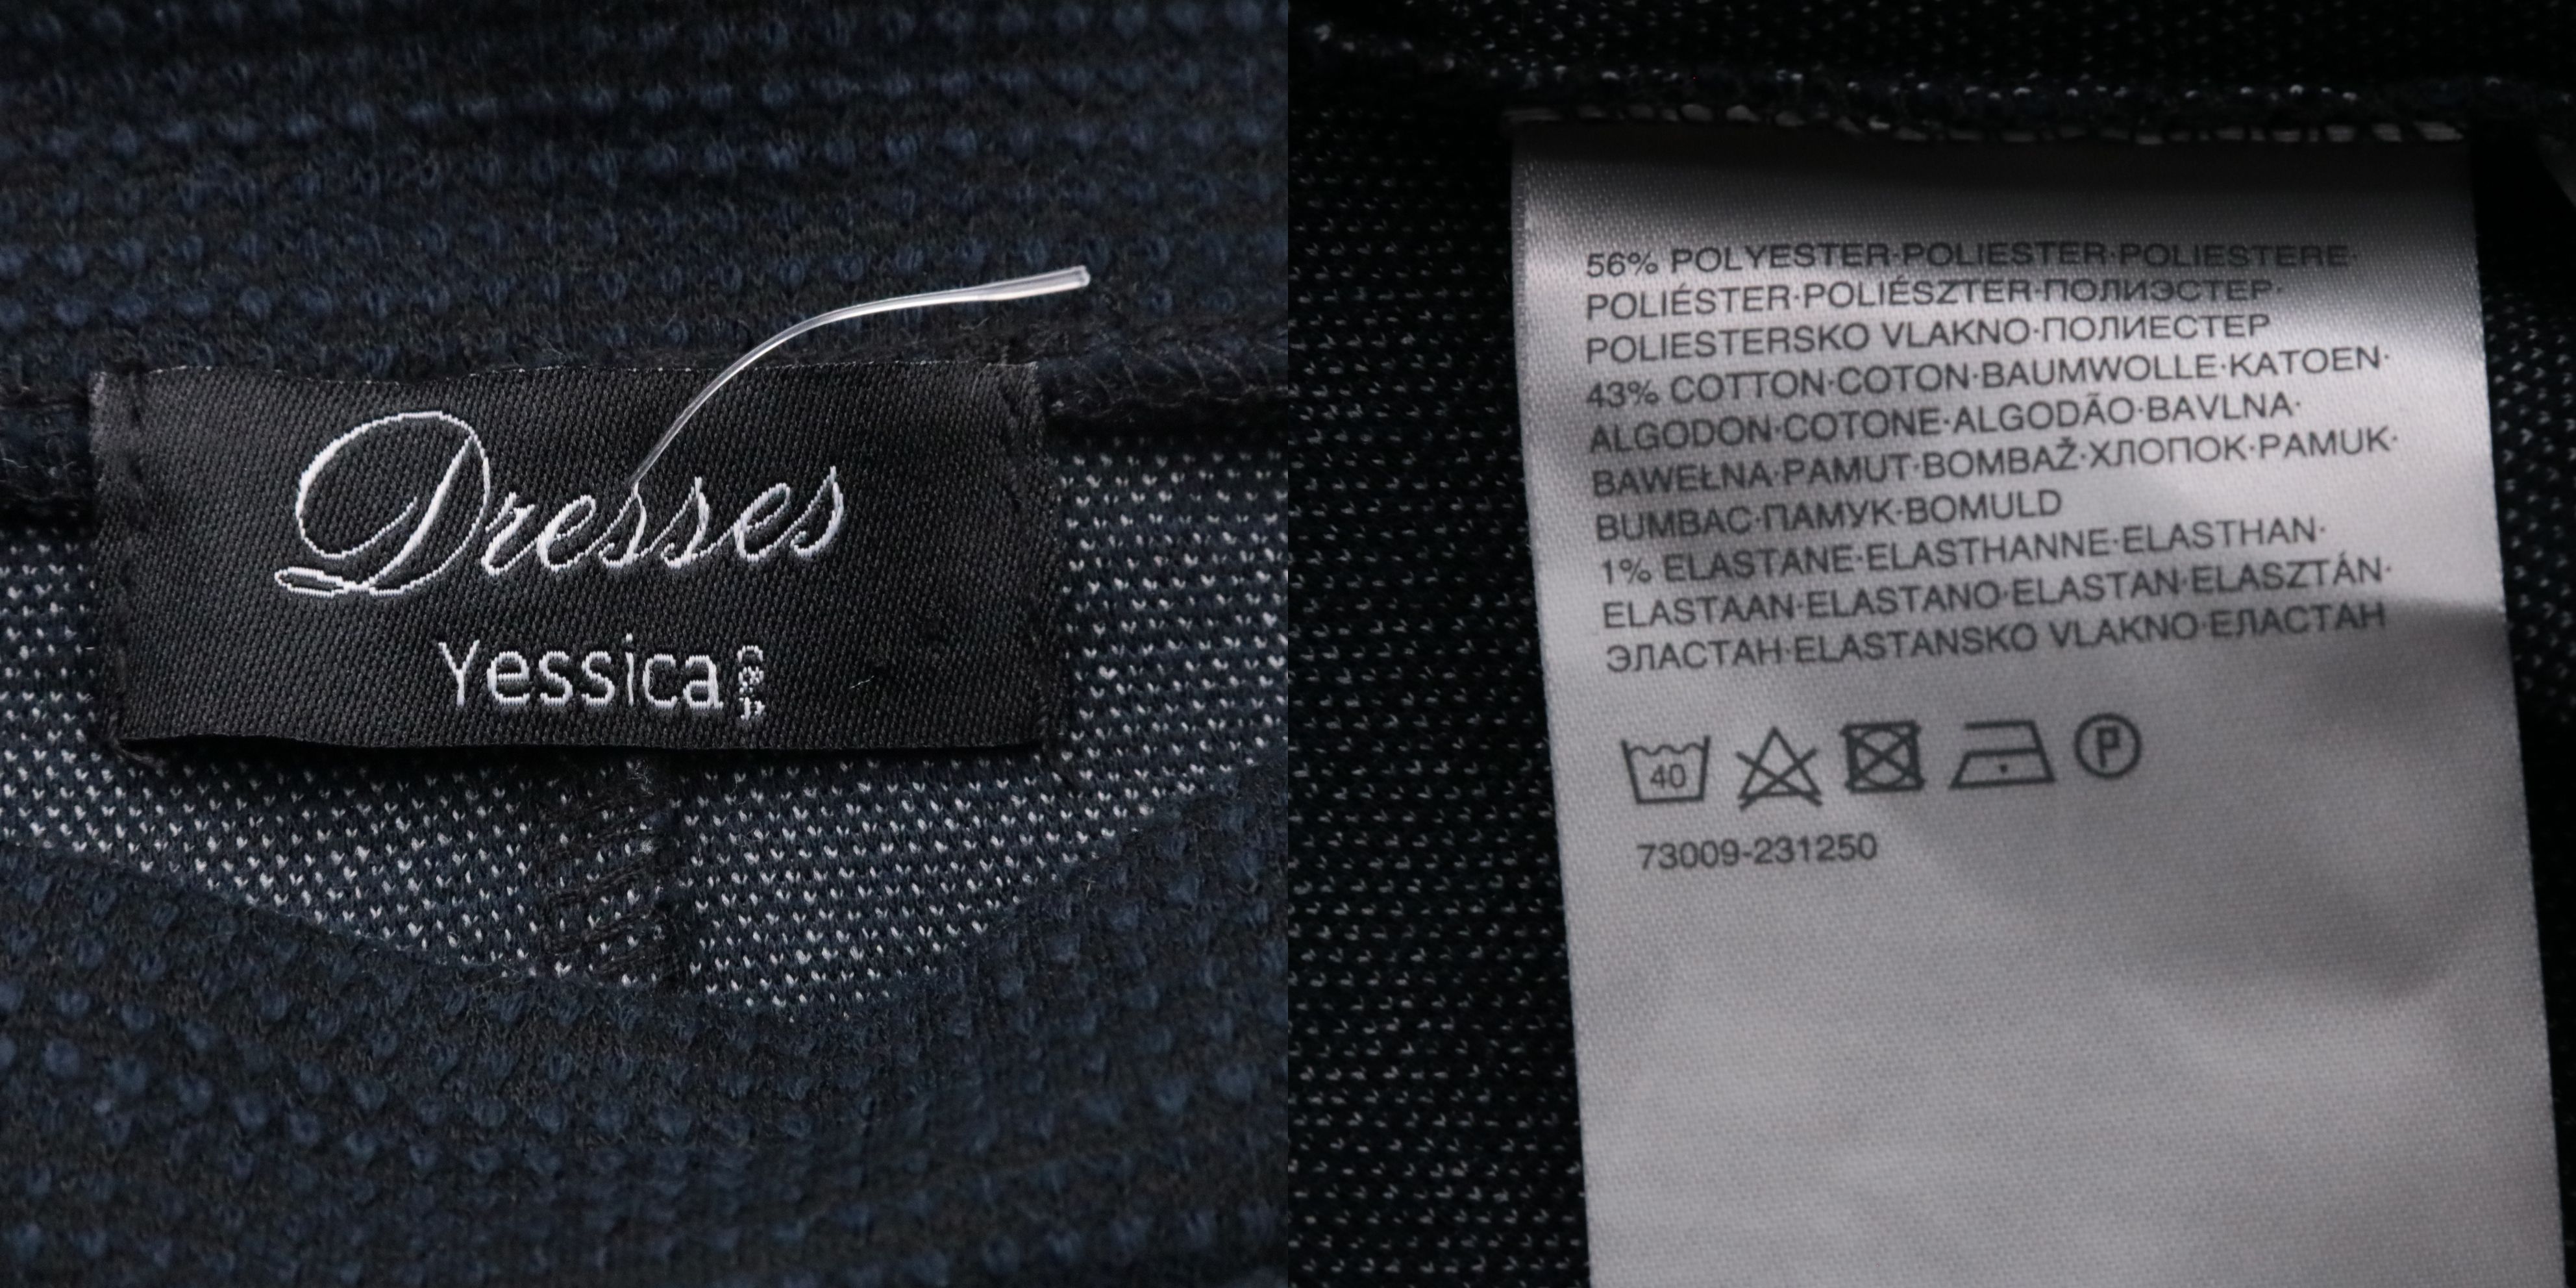 Dresses
Yessica
56% POLYESTER·POLIESTER·POLIESTERE·
POLIÉSTER·POLIÉSZTER·ПОЛИЭСТЕР·
POLIESTERSKO VLAKNO·ПОЛИЕСТЕР
43% COTTON·COTON·BAUMWOLLE·KATOEN·
ALGODON·COTONE·ALGODÃO·BAVLNA·
BAWEŁNA·PAMUT·BOMBAŽ·ХЛОПОК·PAMUK·
BUMBAC·ПАМУК·BOMULD
1% ELASTANE·ELASTHANNE·ELASTHAN·
ELASTAAN·ELASTANO·ELASTAN·ELASZTÁN·
ЭЛАСТАН·ELASTANSKO VLAKNO·ЕЛАСТАН
40 P
73009-231250